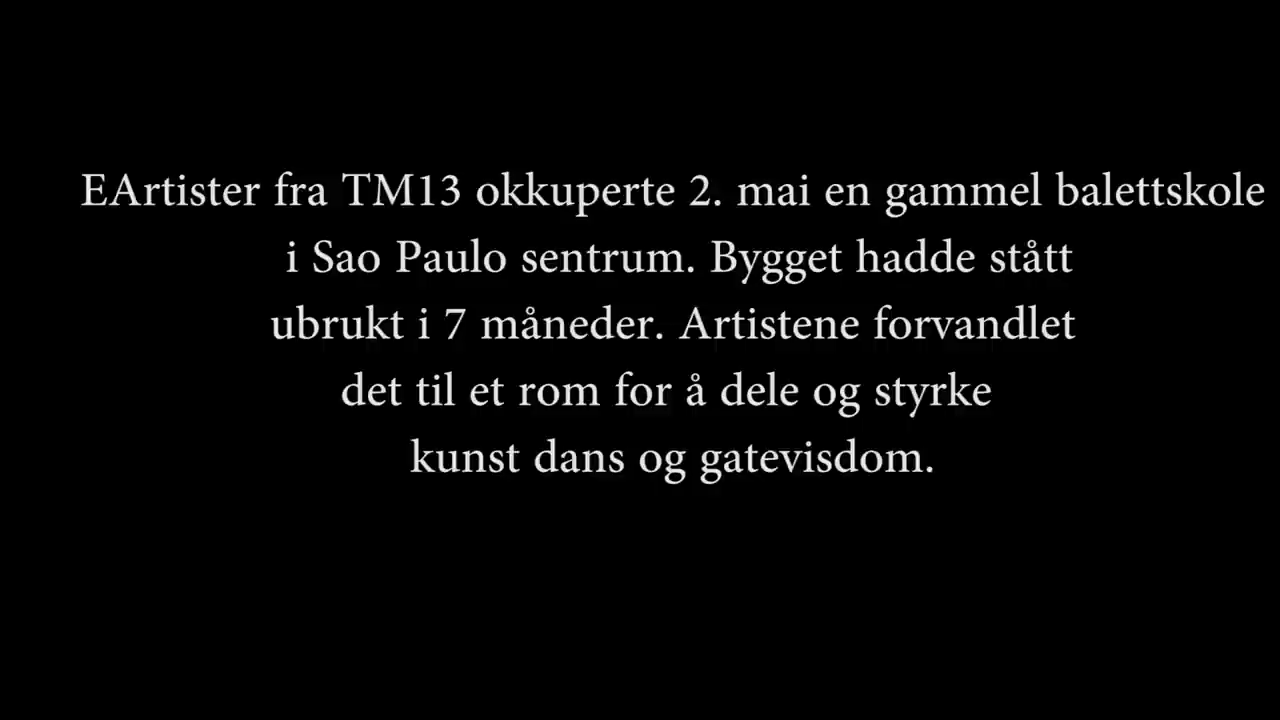 EArtister fra TM13 okkuperte 2. mai en gammel balettskole
i Sao Paulo sentrum. Bygget hadde stått
ubrukt i 7 måneder. Artistene forvandlet
det til et rom for å dele og styrke
kunst dans og gatevisdom.